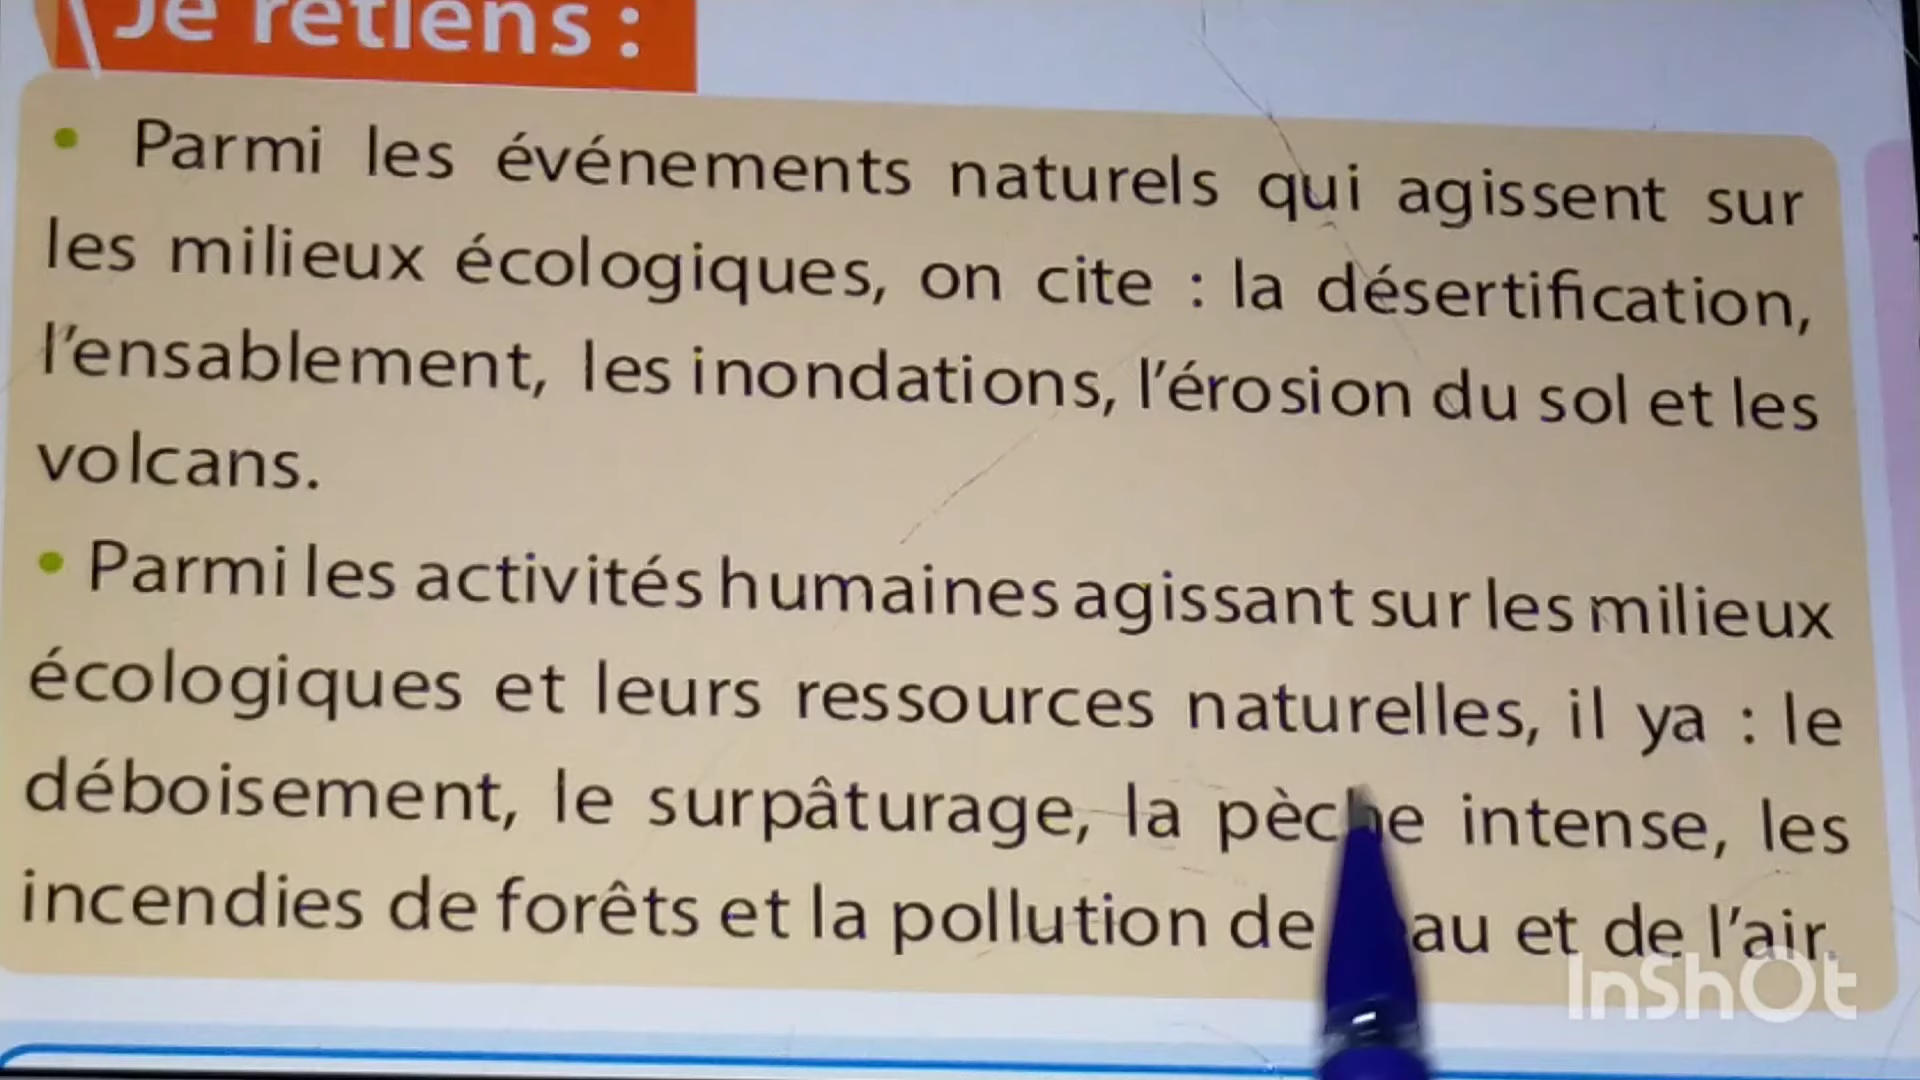 Je retiens :
• Parmi les événements naturels qui agissent sur
les milieux écologiques, on cite : la désertification,
l'ensablement, les inondations, l'érosion du sol et les
volcans.
• Parmi les activités humaines agissant sur les milieux
écologiques et leurs ressources naturelles, il ya : le
déboisement, le surpâturage, la pèche intense, les
incendies de forêts et la pollution de au et de l'air.
InShOt